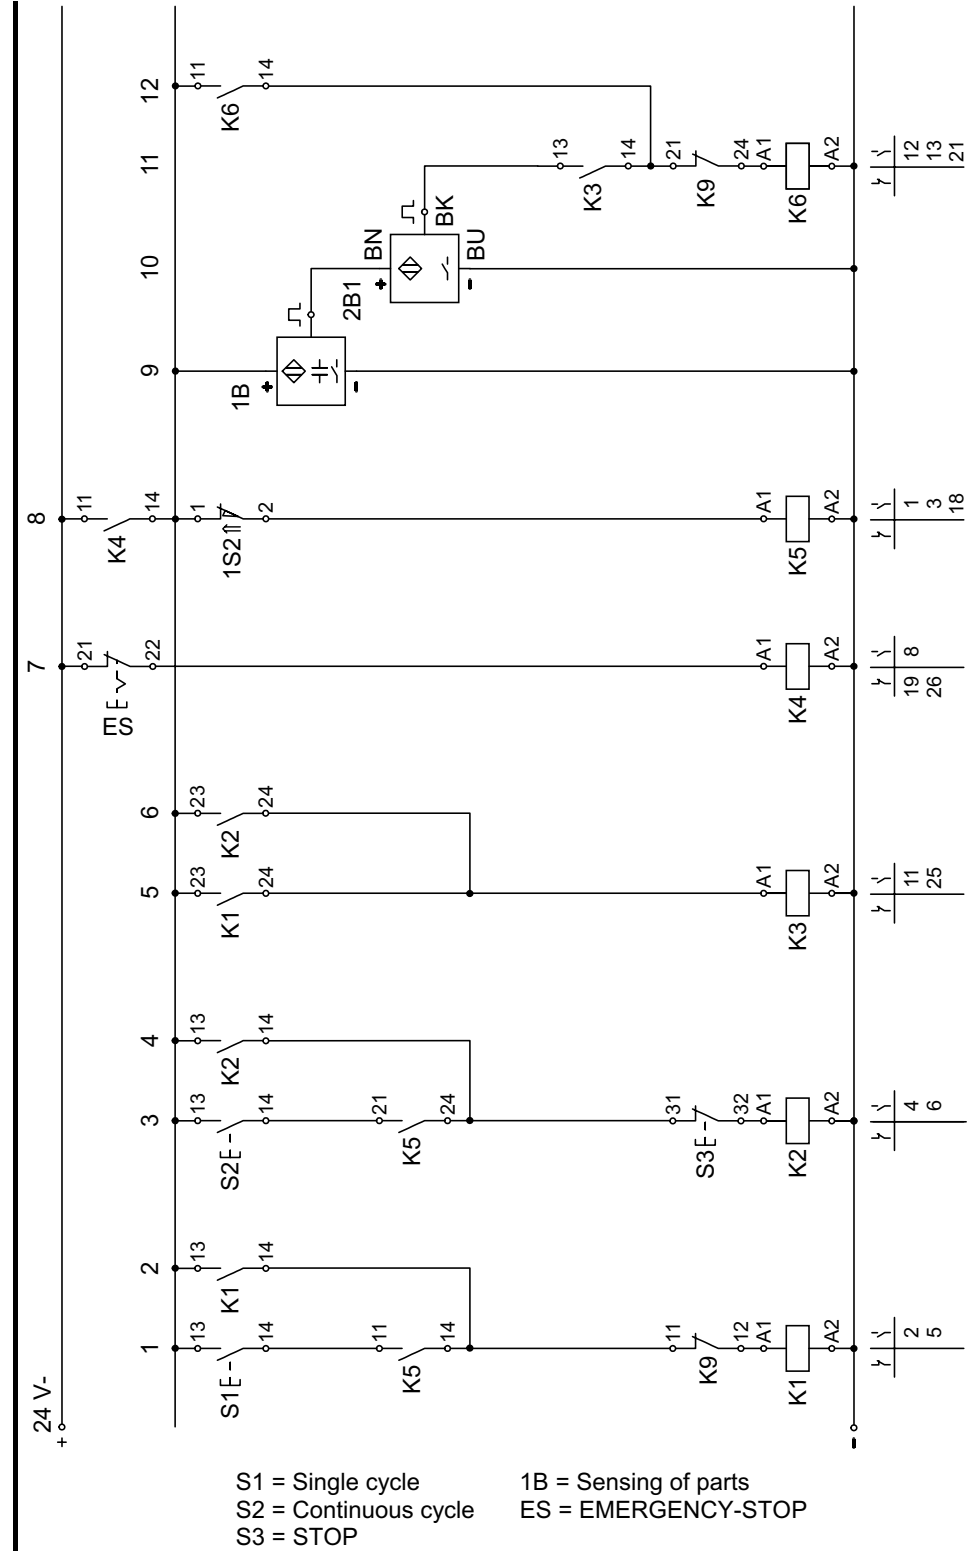 24 V-
+
1
13
14
S1
11
14
K5
11
12
K9
A1
A2
K1
2
5
2
13
14
K1
3
13
14
S2
21
24
K5
31
32
S3
A1
A2
K2
4
6
4
13
14
K2
5
23
24
K1
A1
A2
K3
11
25
6
23
24
K2
7
21
22
ES
A1
A2
K4
19
26
8
8
11
14
K4
1
2
1S2
A1
A2
K5
1
3
18
9
1B
+
-
10
2B1
+
BN
BK
BU
-
11
13
14
K3
21
24
K9
A1
A2
K6
12
13
21
12
11
14
K6
-
S1 = Single cycle
S2 = Continuous cycle
S3 = STOP
1B = Sensing of parts
ES = EMERGENCY-STOP